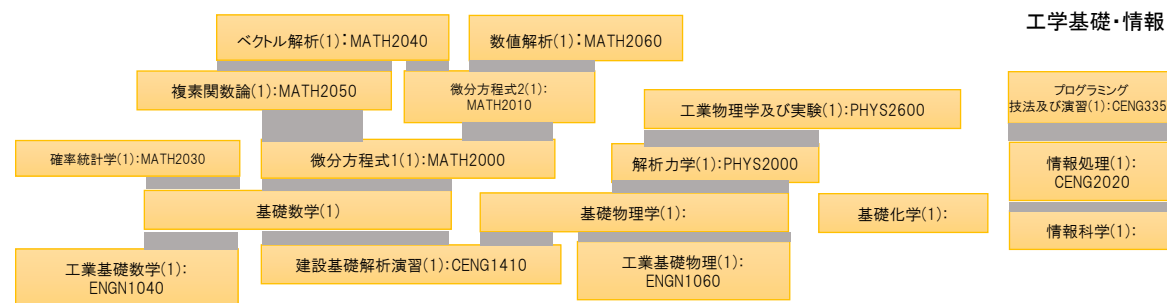 工学基礎・情報
ベクトル解析(1)：MATH2040
数値解析(1)：MATH2060
複素関数論(1)：MATH2050
微分方程式2(1)：
MATH2010
プログラミング
技法及び演習(1)：CENG335
工業物理学及び実験(1)：PHYS2600
確率統計学(1)：MATH2030
微分方程式1(1)：MATH2000
解析力学(1)：PHYS2000
情報処理(1)：
CENG2020
基礎数学(1)
基礎物理学(1)：
基礎化学(1)：
情報科学(1)：
工業基礎数学(1)：
ENGN1040
建設基礎解析演習(1)：CENG1410
工業基礎物理(1)：
ENGN1060